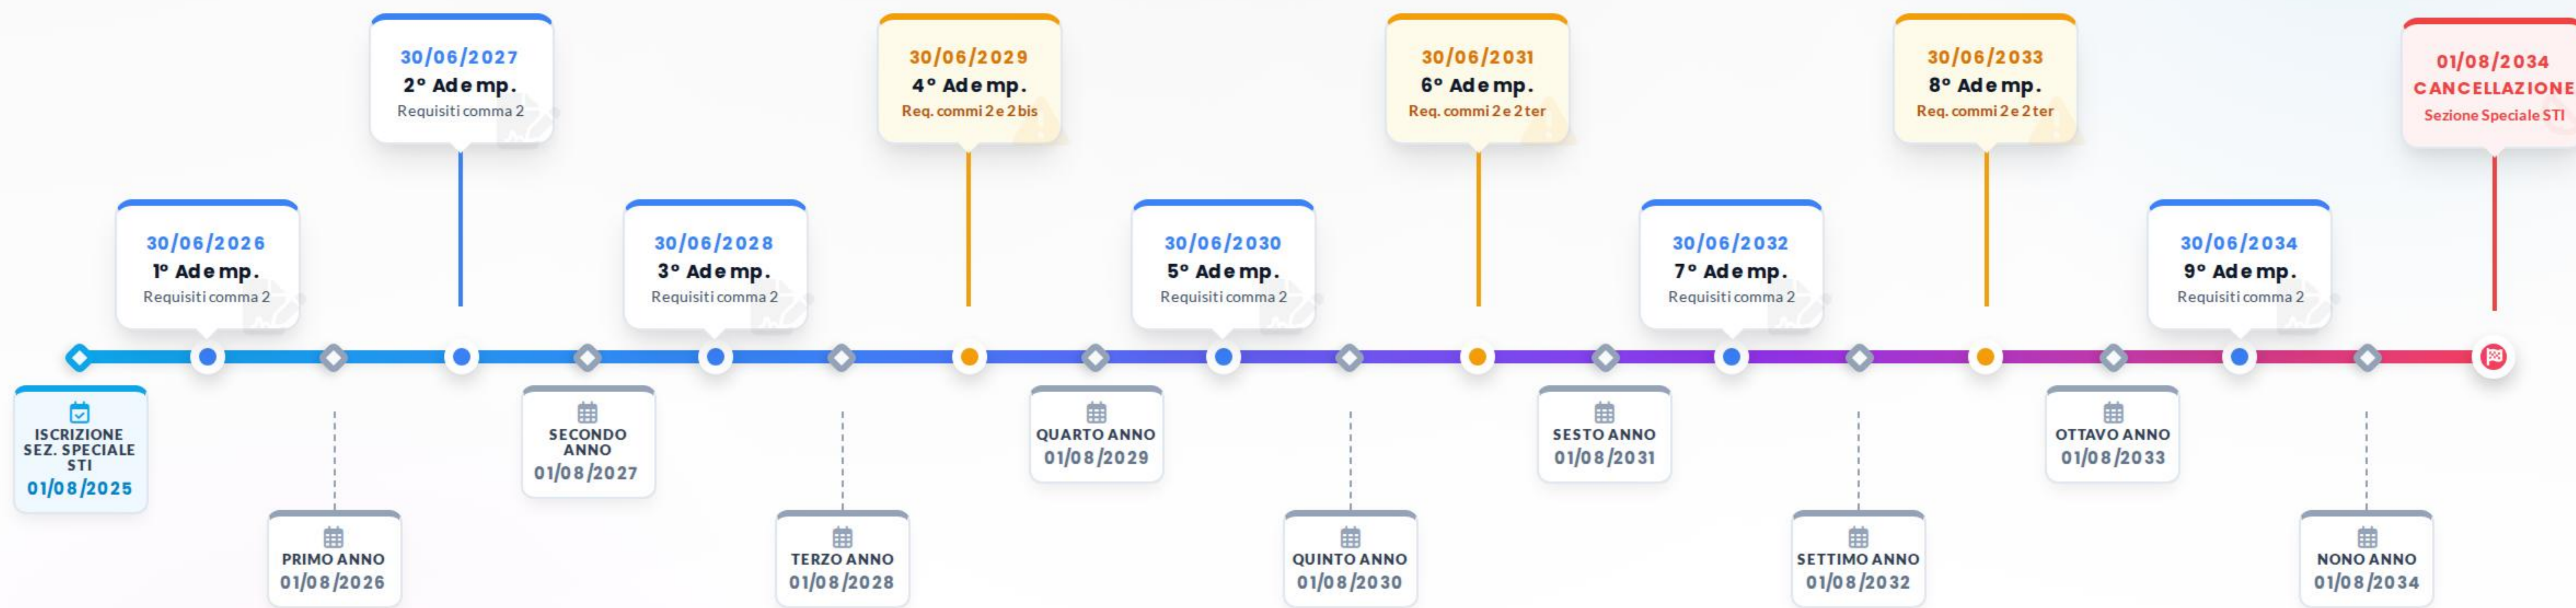 30/06/2027
2° Ademp.
Requisiti comma 2
30/06/2029
4° Ademp.
Req. commi 2 e 2 bis
30/06/2031
6° Ademp.
Req. commi 2 e 2 ter
30/06/2033
8° Ademp.
Req. commi 2 e 2 ter
01/08/2034
CANCELLAZIONE
Sezione Speciale STI
30/06/2026
1° Ademp.
Requisiti comma 2
30/06/2028
3° Ademp.
Requisiti comma 2
30/06/2030
5° Ademp.
Requisiti comma 2
30/06/2032
7° Ademp.
Requisiti comma 2
30/06/2034
9° Ademp.
Requisiti comma 2
ISCRIZIONE
SEZ. SPECIALE
STI
01/08/2025
SECONDO
ANNO
01/08/2027
QUARTO ANNO
01/08/2029
SESTO ANNO
01/08/2031
OTTAVO ANNO
01/08/2033
PRIMO ANNO
01/08/2026
TERZO ANNO
01/08/2028
QUINTO ANNO
01/08/2030
SETTIMO ANNO
01/08/2032
NONO ANNO
01/08/2034